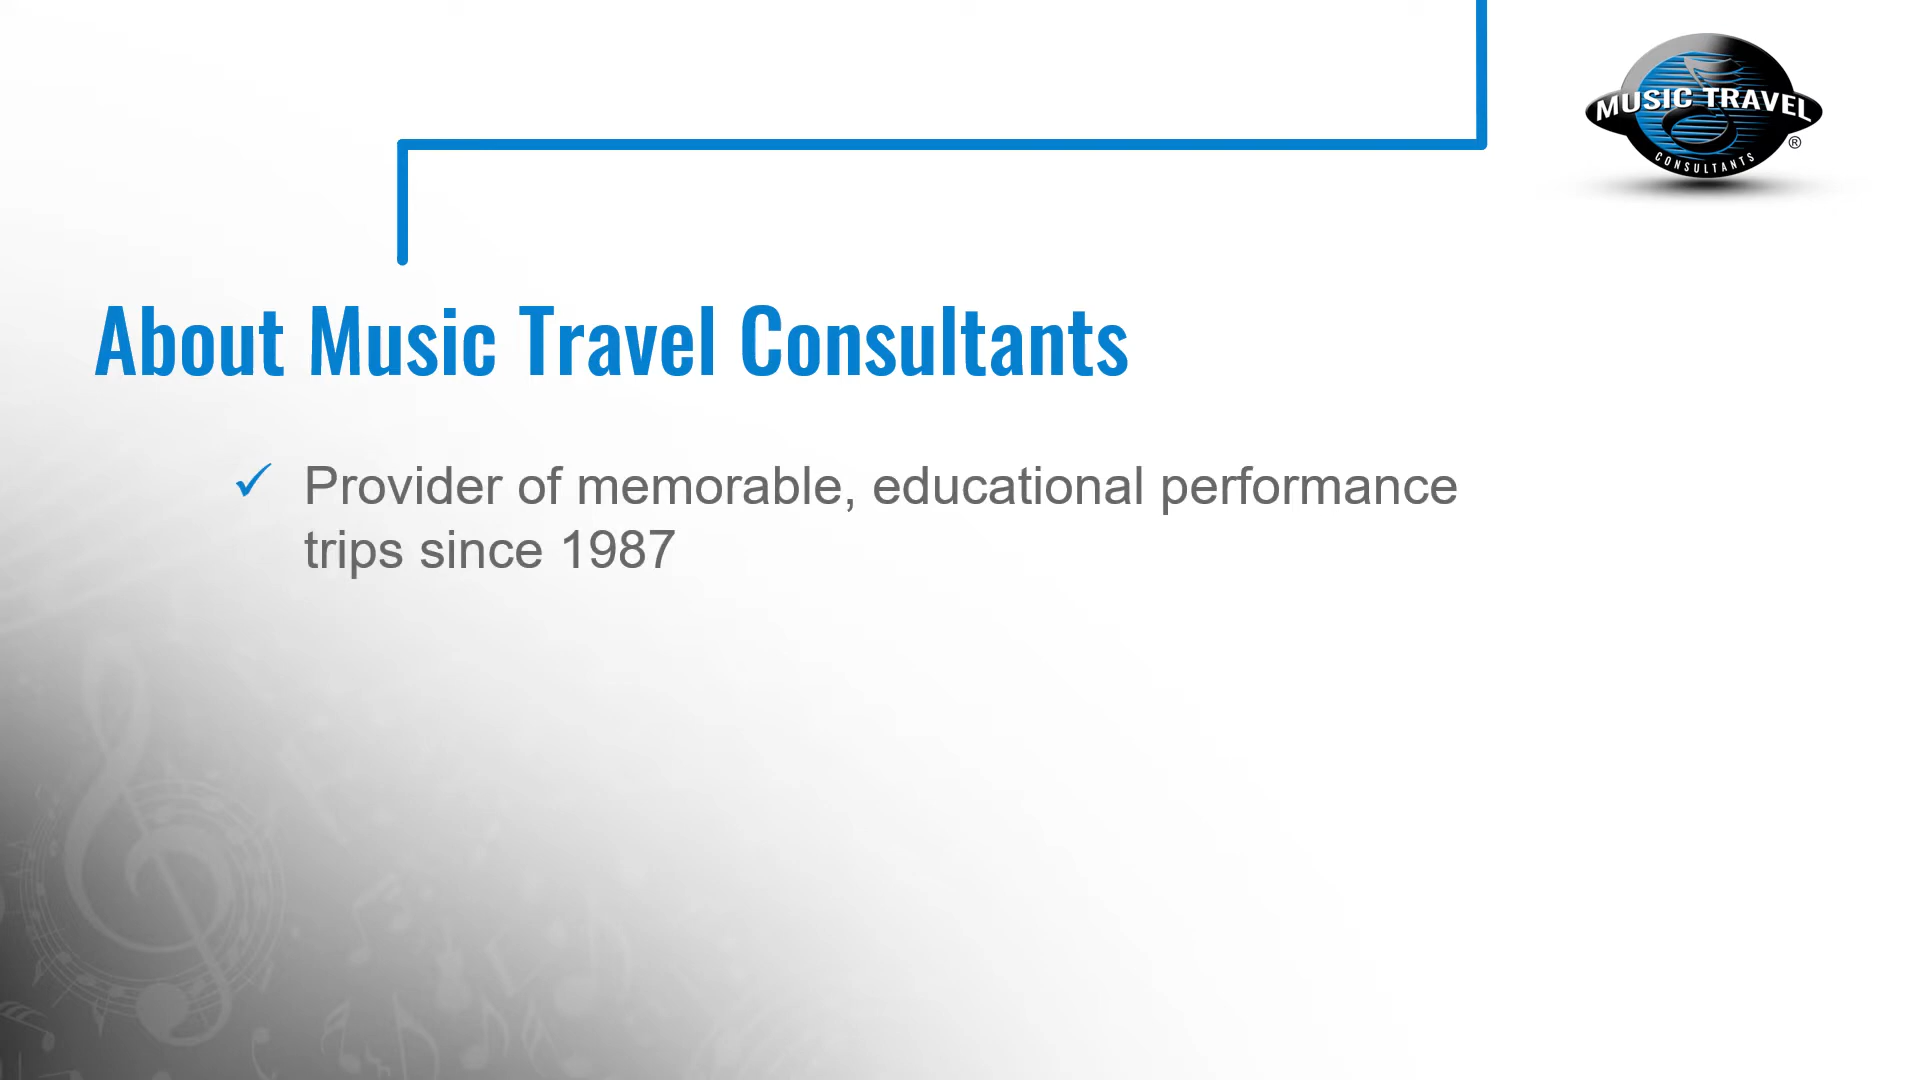 MUSIC TRAVEL
CONSULTANTS
®
About Music Travel Consultants
✓ Provider of memorable, educational performance
trips since 1987